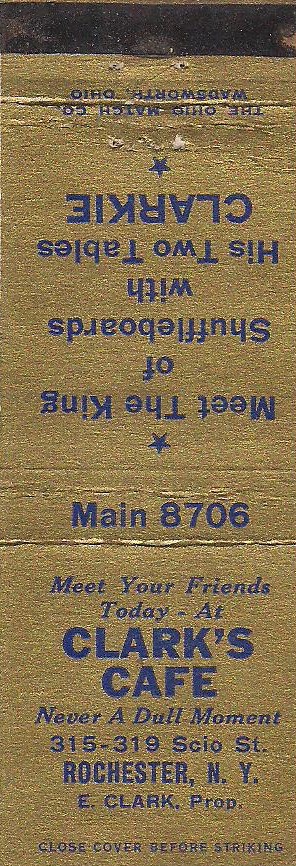 THE OHIO MATCH CO.
WADSWORTH, OHIO
Meet The King
of
Shuffleboards
with
His Two Tables
CLARKIE
Main 8706
Meet Your Friends
Today - At
CLARK'S
CAFE
Never A Dull Moment
315-319 Scio St.
ROCHESTER, N. Y.
E. CLARK, Prop.
CLOSE COVER BEFORE STRIKING